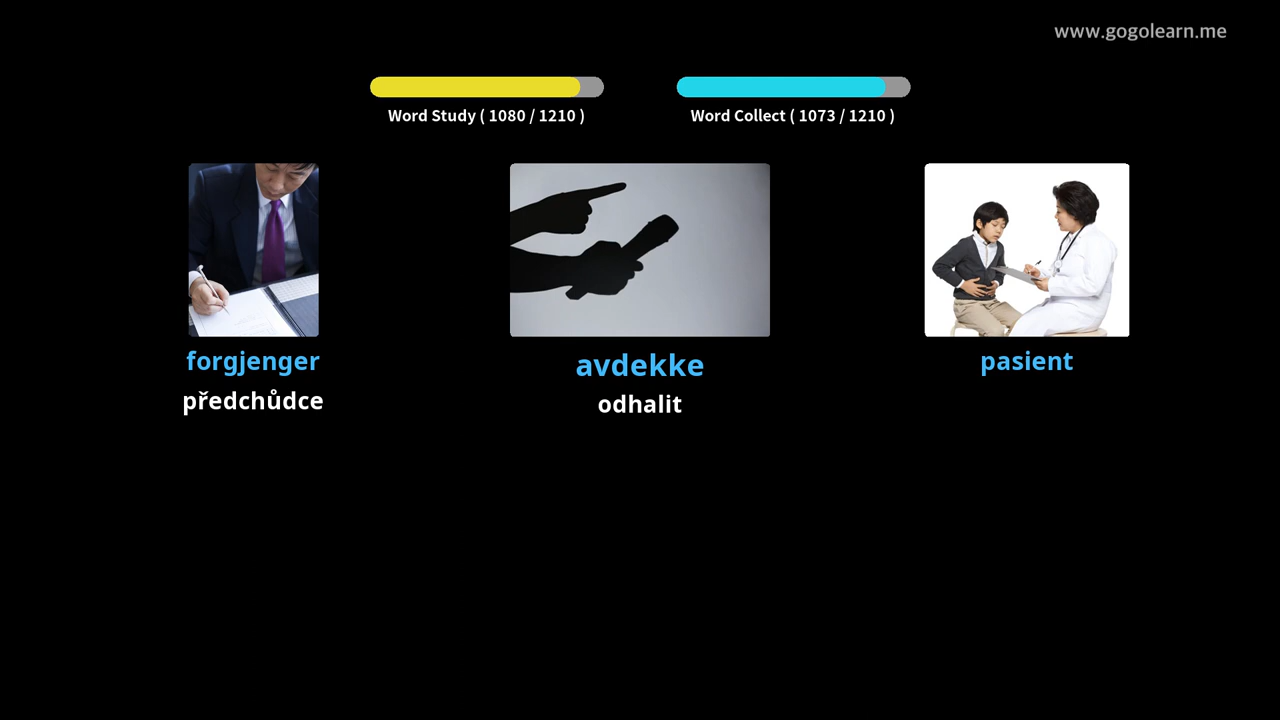 www.gogolearn.me
Word Study ( 1080 / 1210 )
Word Collect ( 1073 / 1210 )
forgjenger
předchůdce
avdekke
odhalit
pasient